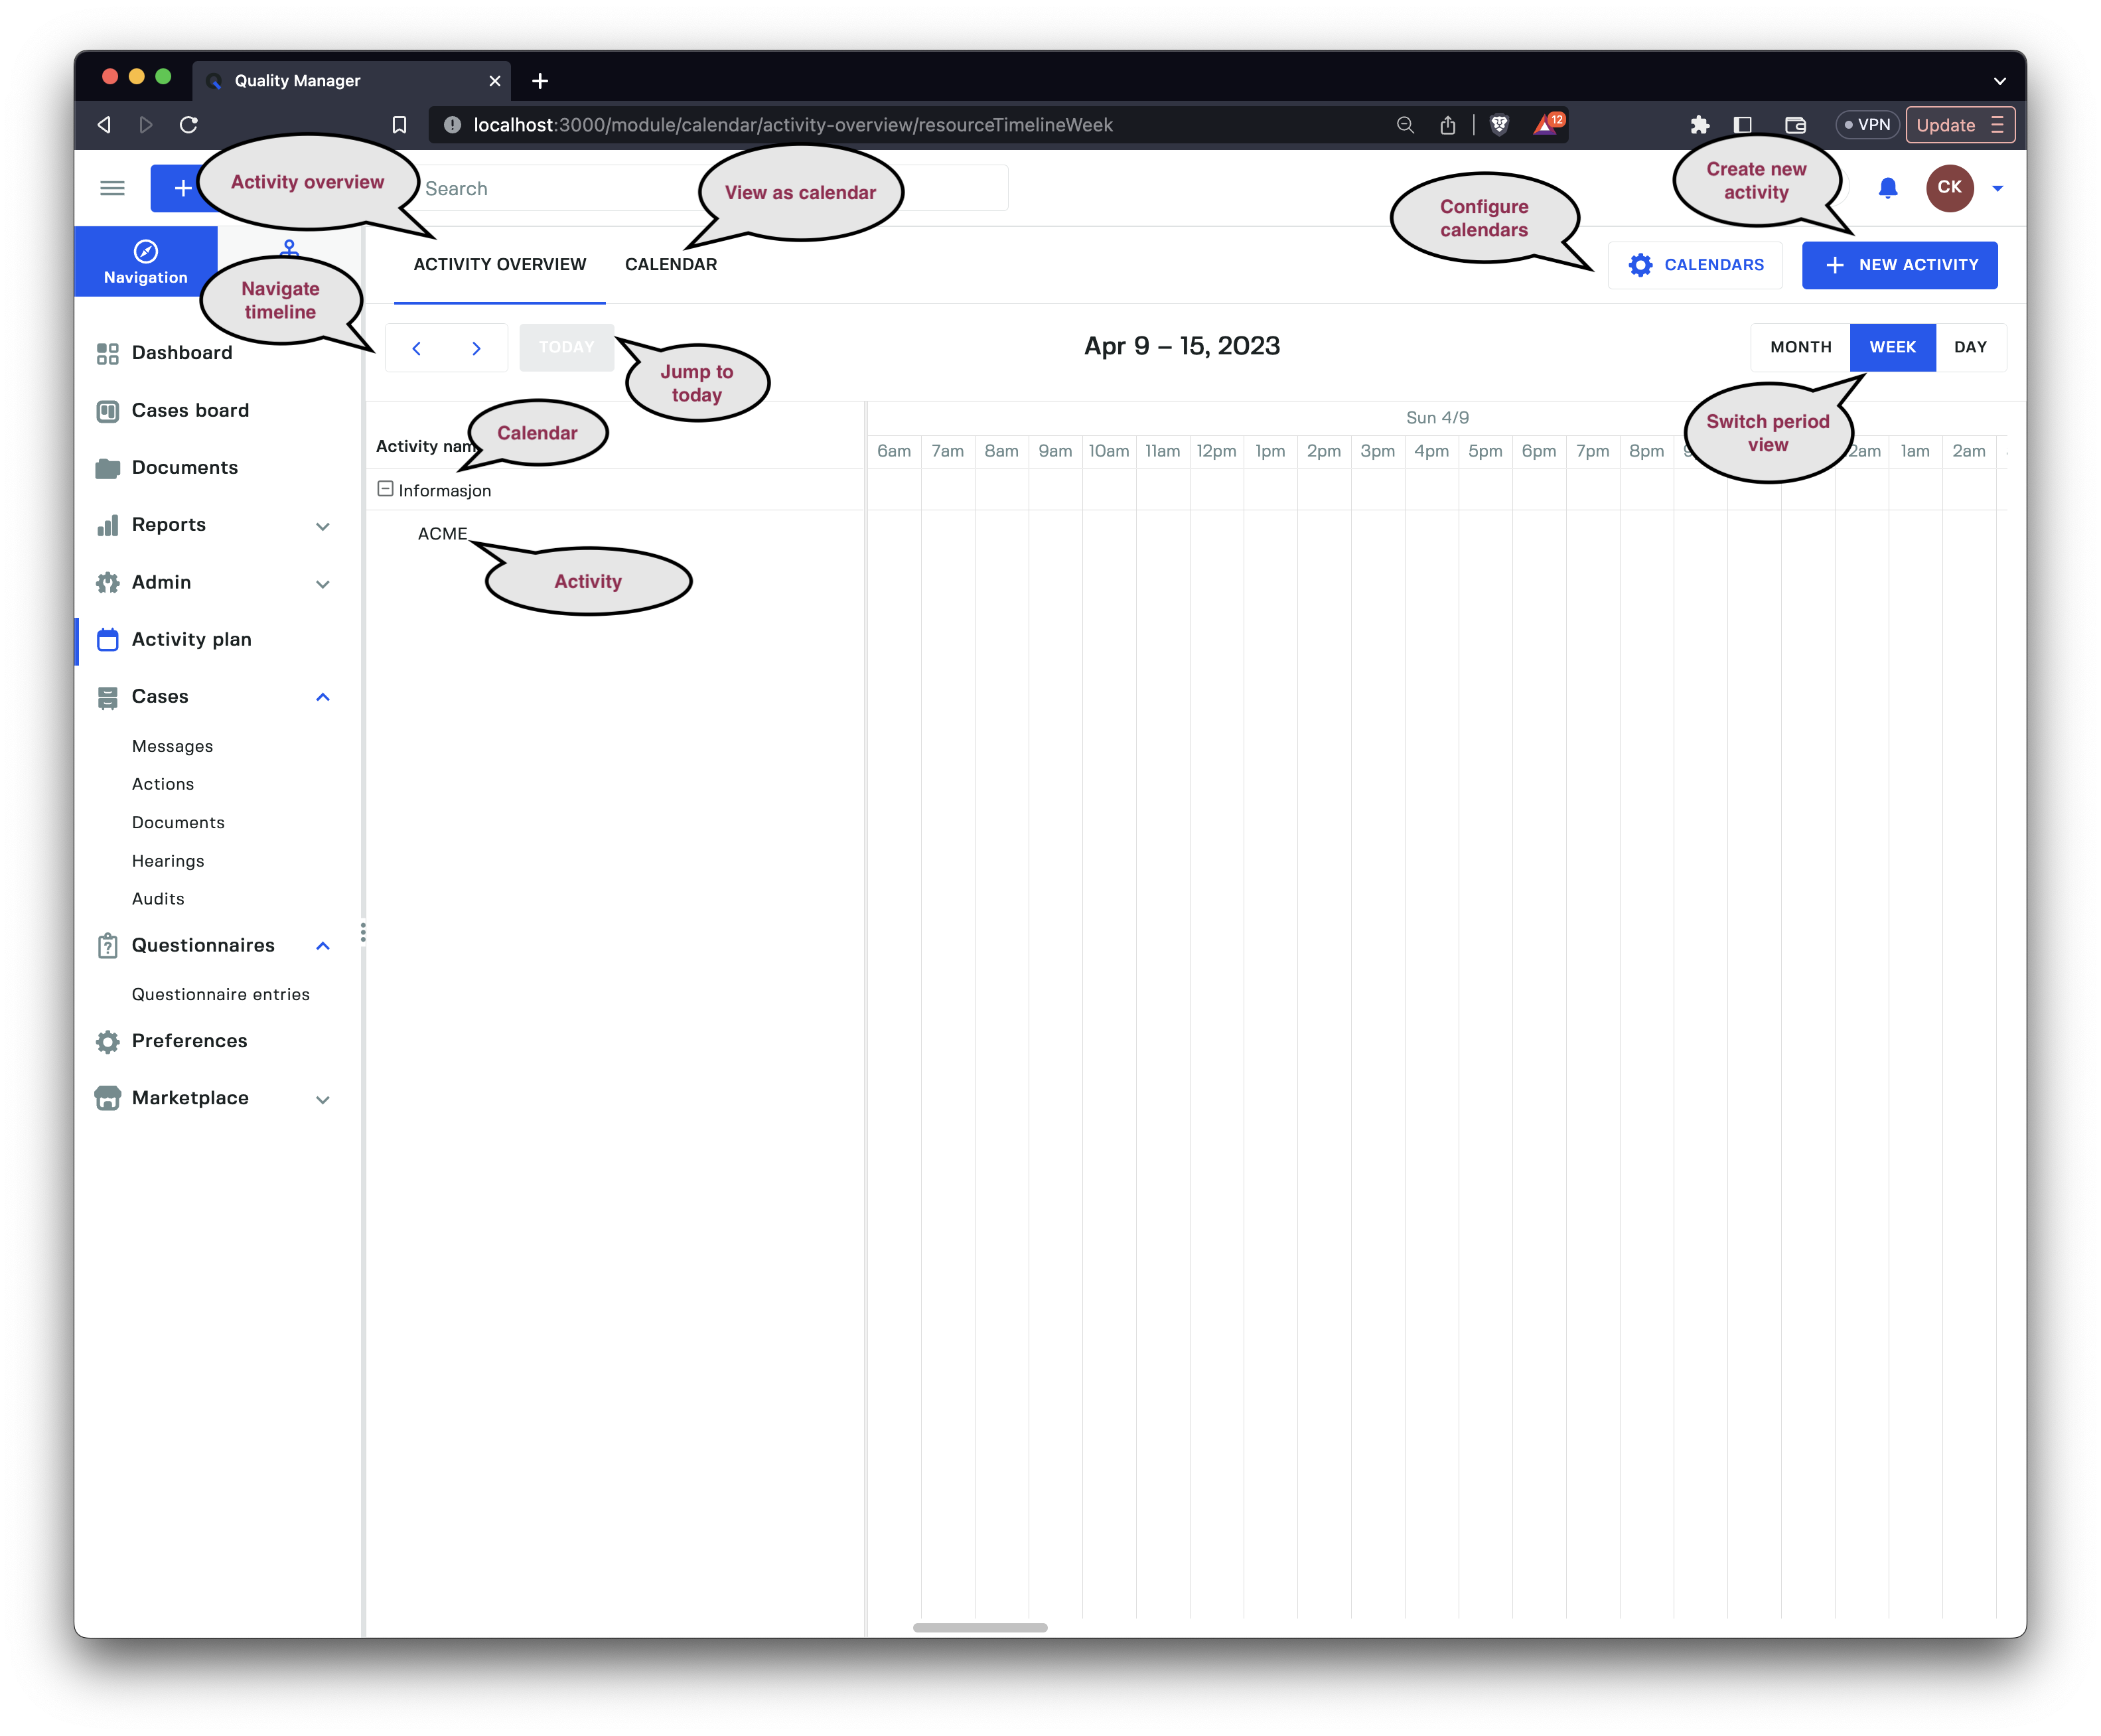 Quality Manager
localhost:3000/module/calendar/activity-overview/resourceTimelineWeek
12
VPN
Update
Activity overview
Search
View as calendar
Configure
calendars
Create new
activity
CK
Navigation
Navigate
timeline
ACTIVITY OVERVIEW
CALENDAR
CALENDARS
NEW ACTIVITY
TODAY
Jump to
today
Apr 9 – 15, 2023
MONTH
WEEK
DAY
Switch period
view
Dashboard
Cases board
Documents
Reports
Admin
Activity plan
Cases
Messages
Actions
Documents
Hearings
Audits
Questionnaires
Questionnaire entries
Preferences
Marketplace
Calendar
Activity nam
Sun 4/9
6am 7am 8am 9am 10am 11am 12pm 1pm 2pm 3pm 4pm 5pm 6pm 7pm 8pm 9 2am 1am 2am
Informasjon
ACME
Activity